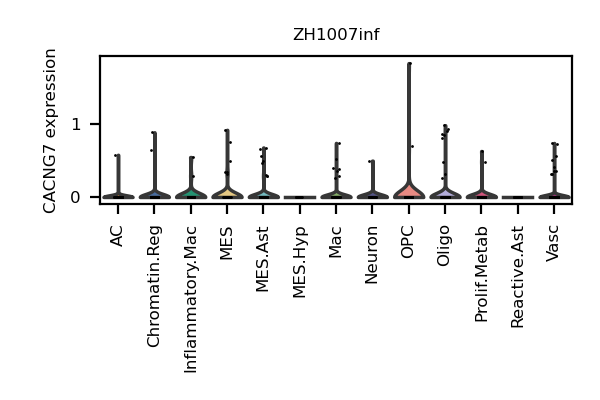 ZH1007inf
CACNG7 expression
1
0
AC
Chromatin.Reg
Inflammatory.Mac
MES
MES.Ast
MES.Hyp
Mac
Neuron
OPC
Oligo
Prolif.Metab
Reactive.Ast
Vasc